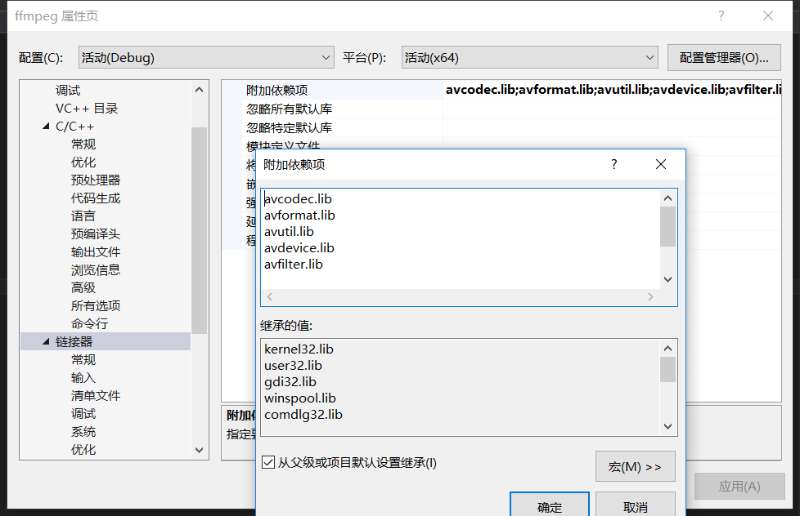 ffmpeg 属性页
配置(C): 活动(Debug) 平台(P): 活动(x64) 配置管理器(O)...
调试
VC++ 目录
C/C++
常规
优化
预处理器
代码生成
语言
预编译头
输出文件
浏览信息
高级
所有选项
命令行
链接器
常规
输入
清单文件
调试
系统
优化
附加依赖项 avcodec.lib;avformat.lib;avutil.lib;avdevice.lib;avfilter.li
忽略所有默认库
忽略特定默认库
模块定义文件
将
嵌
强
延
程
附加依
指定要
附加依赖项
avcodec.lib
avformat.lib
avutil.lib
avdevice.lib
avfilter.lib
继承的值:
kernel32.lib
user32.lib
gdi32.lib
winspool.lib
comdlg32.lib
从父级或项目默认设置继承(I)
宏(M) >>
确定 取消
应用(A)